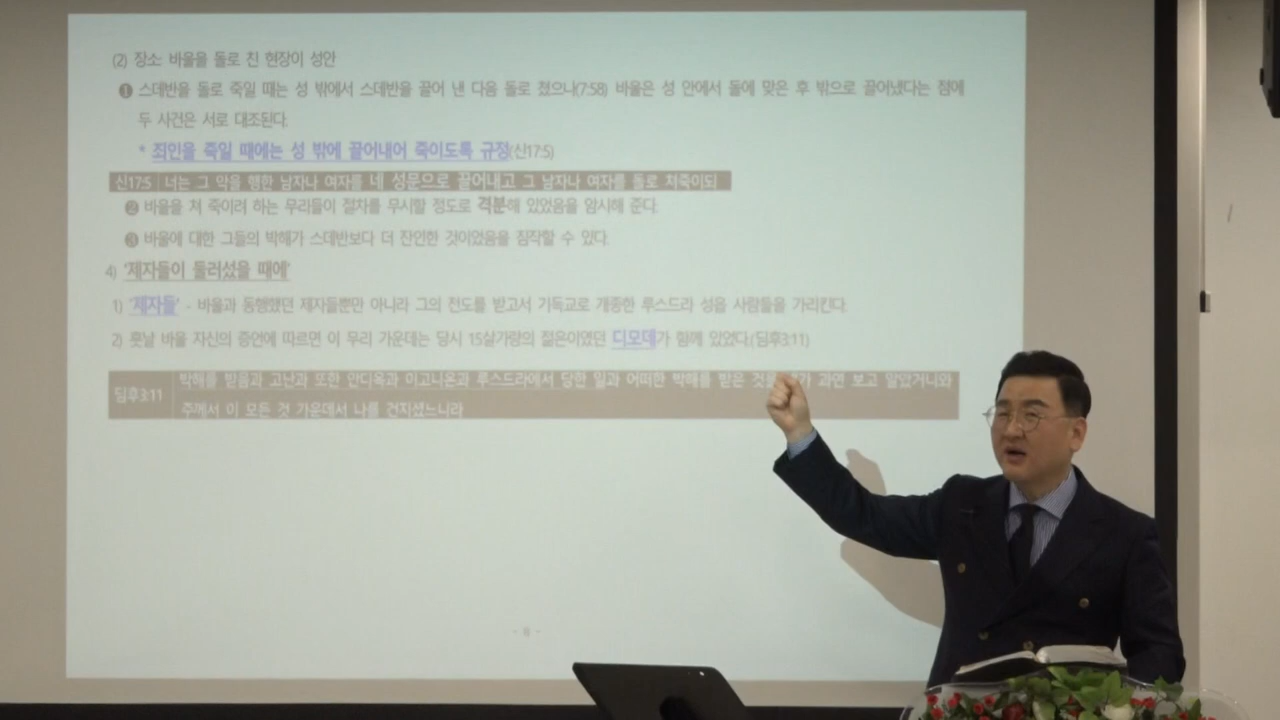 (2) 장소: 바울을 돌로 친 현장이 성안
❶ 스데반을 돌로 죽일 때는 성 밖에서 스데반을 끌어 낸 다음 돌로 쳤으나(7:58) 바울은 성 안에서 돌에 맞은 후 밖으로 끌어냈다는 점에
두 사건은 서로 대조된다.
* 죄인을 죽일 때에는 성 밖에 끌어내어 죽이도록 규정(신17:5)
신17:5 너는 그 악을 행한 남자나 여자를 네 성문으로 끌어내고 그 남자나 여자를 돌로 쳐죽이되
❷ 바울을 쳐 죽이려 하는 무리들이 절차를 무시할 정도로 격분해 있었음을 암시해 준다.
❸ 바울에 대한 그들의 박해가 스데반보다 더 잔인한 것이었음을 짐작할 수 있다.
4) '제자들이 둘러섰을 때에'
1) '제자들' - 바울과 동행했던 제자들뿐만 아니라 그의 전도를 받고서 기독교로 개종한 루스드라 성읍 사람들을 가리킨다.
2) 훗날 바울 자신의 증언에 따르면 이 무리 가운데는 당시 15살가량의 젊은이였던 디모데가 함께 있었다.(딤후3:11)
딤후3:11 박해를 받음과 고난과 또한 안디옥과 이고니온과 루스드라에서 당한 일과 어떠한 박해를 받은 것을 과연 보고 알았거니와
주께서 이 모든 것 가운데서 나를 건지셨느니라
- 8 -